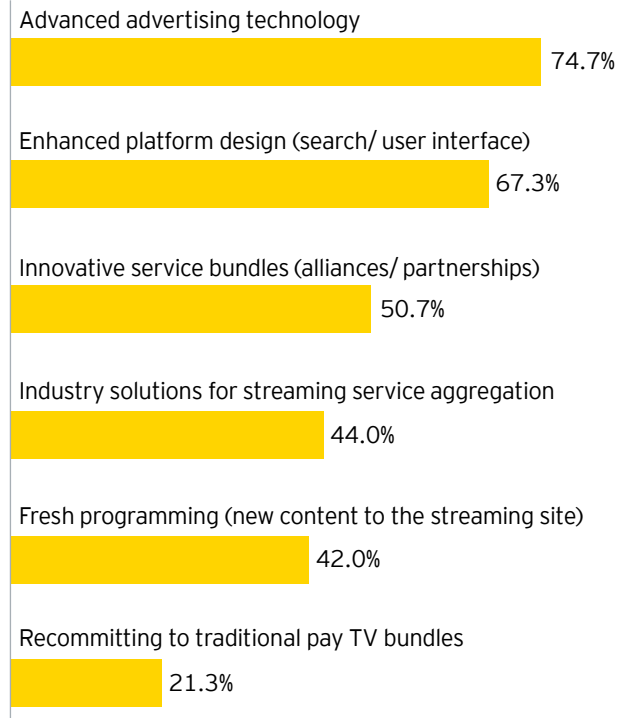 Advanced advertising technology
74.7%
Enhanced platform design (search/ user interface)
67.3%
Innovative service bundles (alliances/ partnerships)
50.7%
Industry solutions for streaming service aggregation
44.0%
Fresh programming (new content to the streaming site)
42.0%
Recommitting to traditional pay TV bundles
21.3%